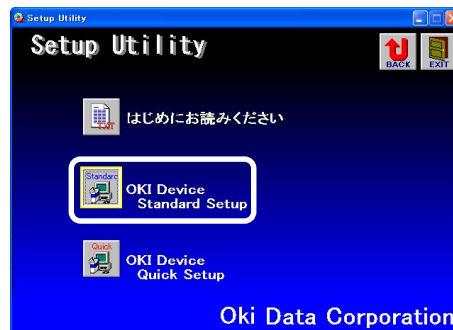 Setup Utility
Setup Utility
BACK
EXIT
TXT
はじめにお読みください
Standard
OKI Device
Standard Setup
Quick
OKI Device
Quick Setup
Oki Data Corporation